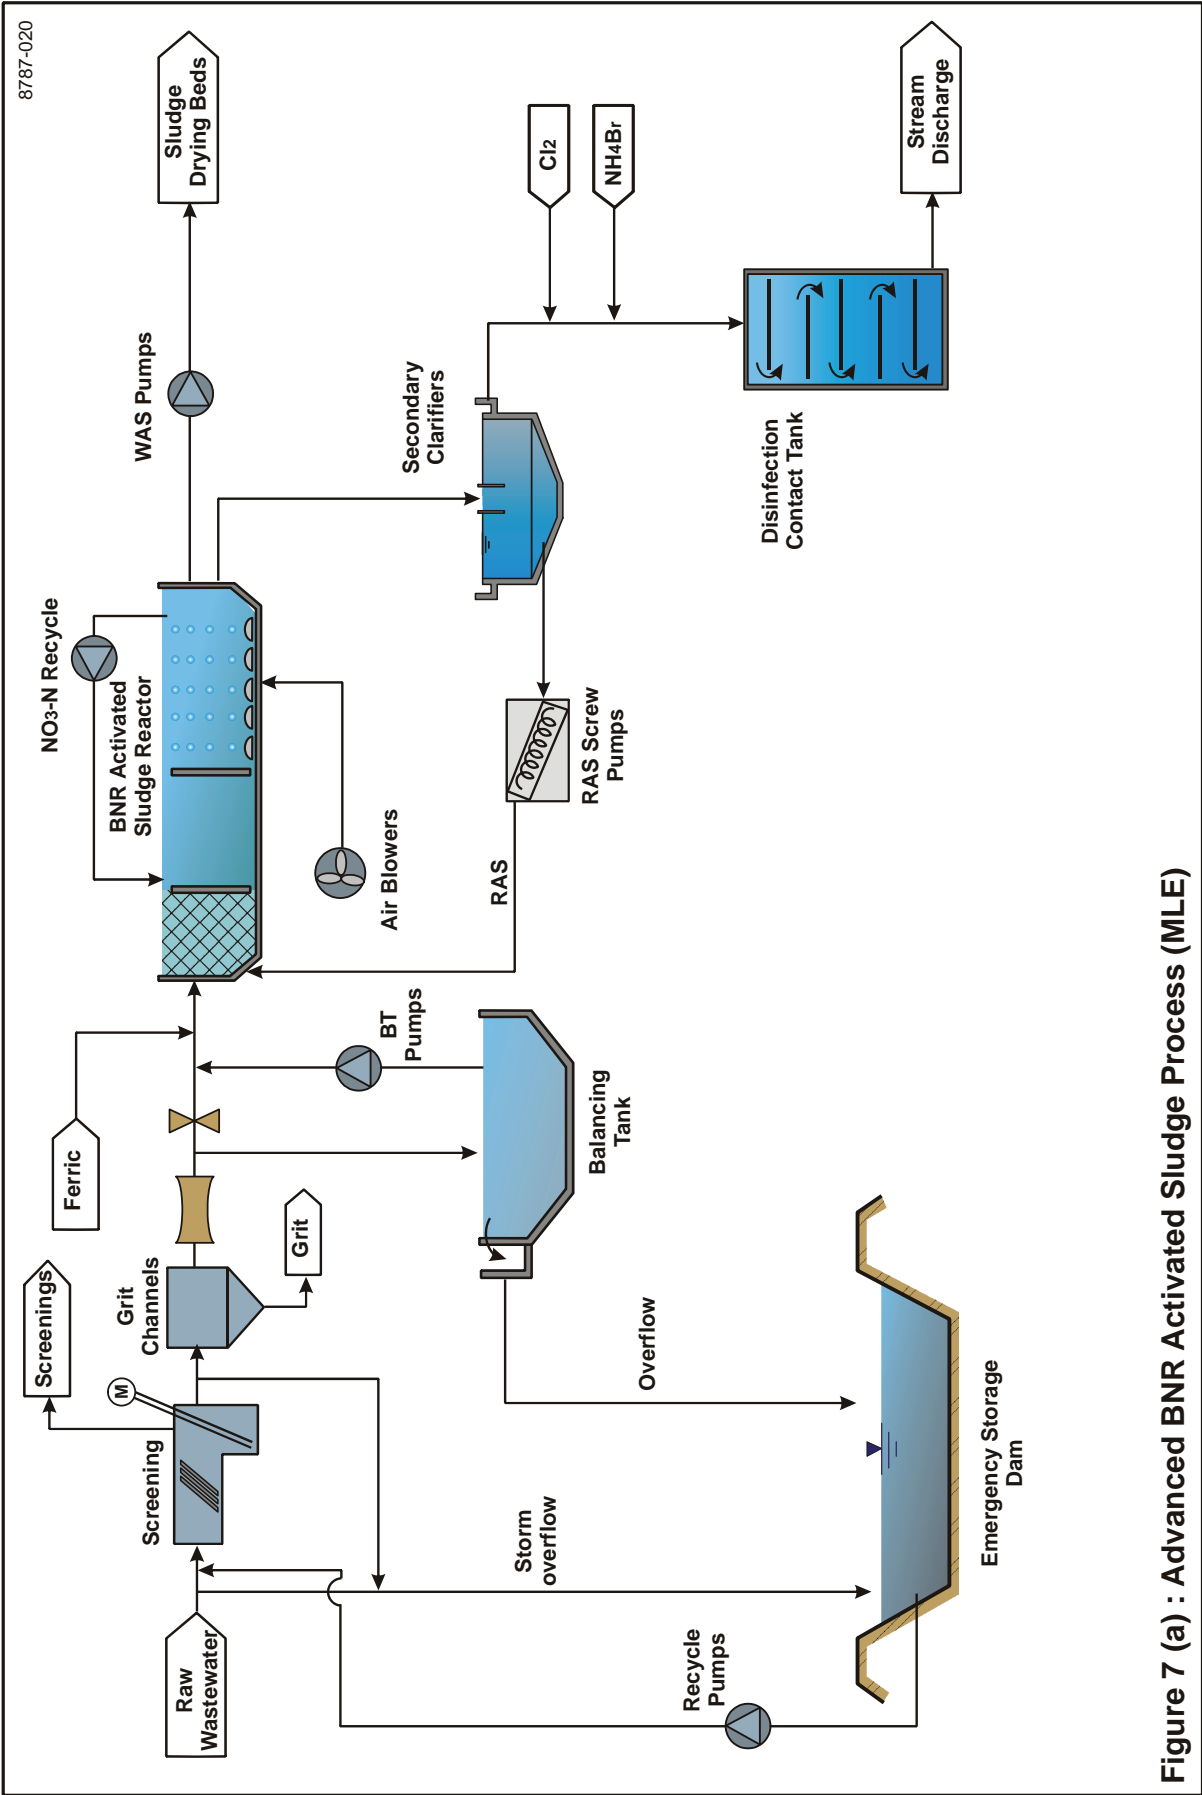 8787-020
Sludge
Drying Beds
WAS Pumps
NO3-N Recycle
BNR Activated
Sludge Reactor
Air Blowers
Secondary
Clarifiers
Cl2
NH4Br
Stream
Discharge
Disinfection
Contact Tank
RAS Screw
Pumps
RAS
BT
Pumps
Balancing
Tank
Ferric
Grit
Grit
Channels
Screenings
M
Screening
Raw
Wastewater
Storm
overflow
Overflow
Recycle
Pumps
Emergency Storage
Dam
Figure 7 (a) : Advanced BNR Activated Sludge Process (MLE)